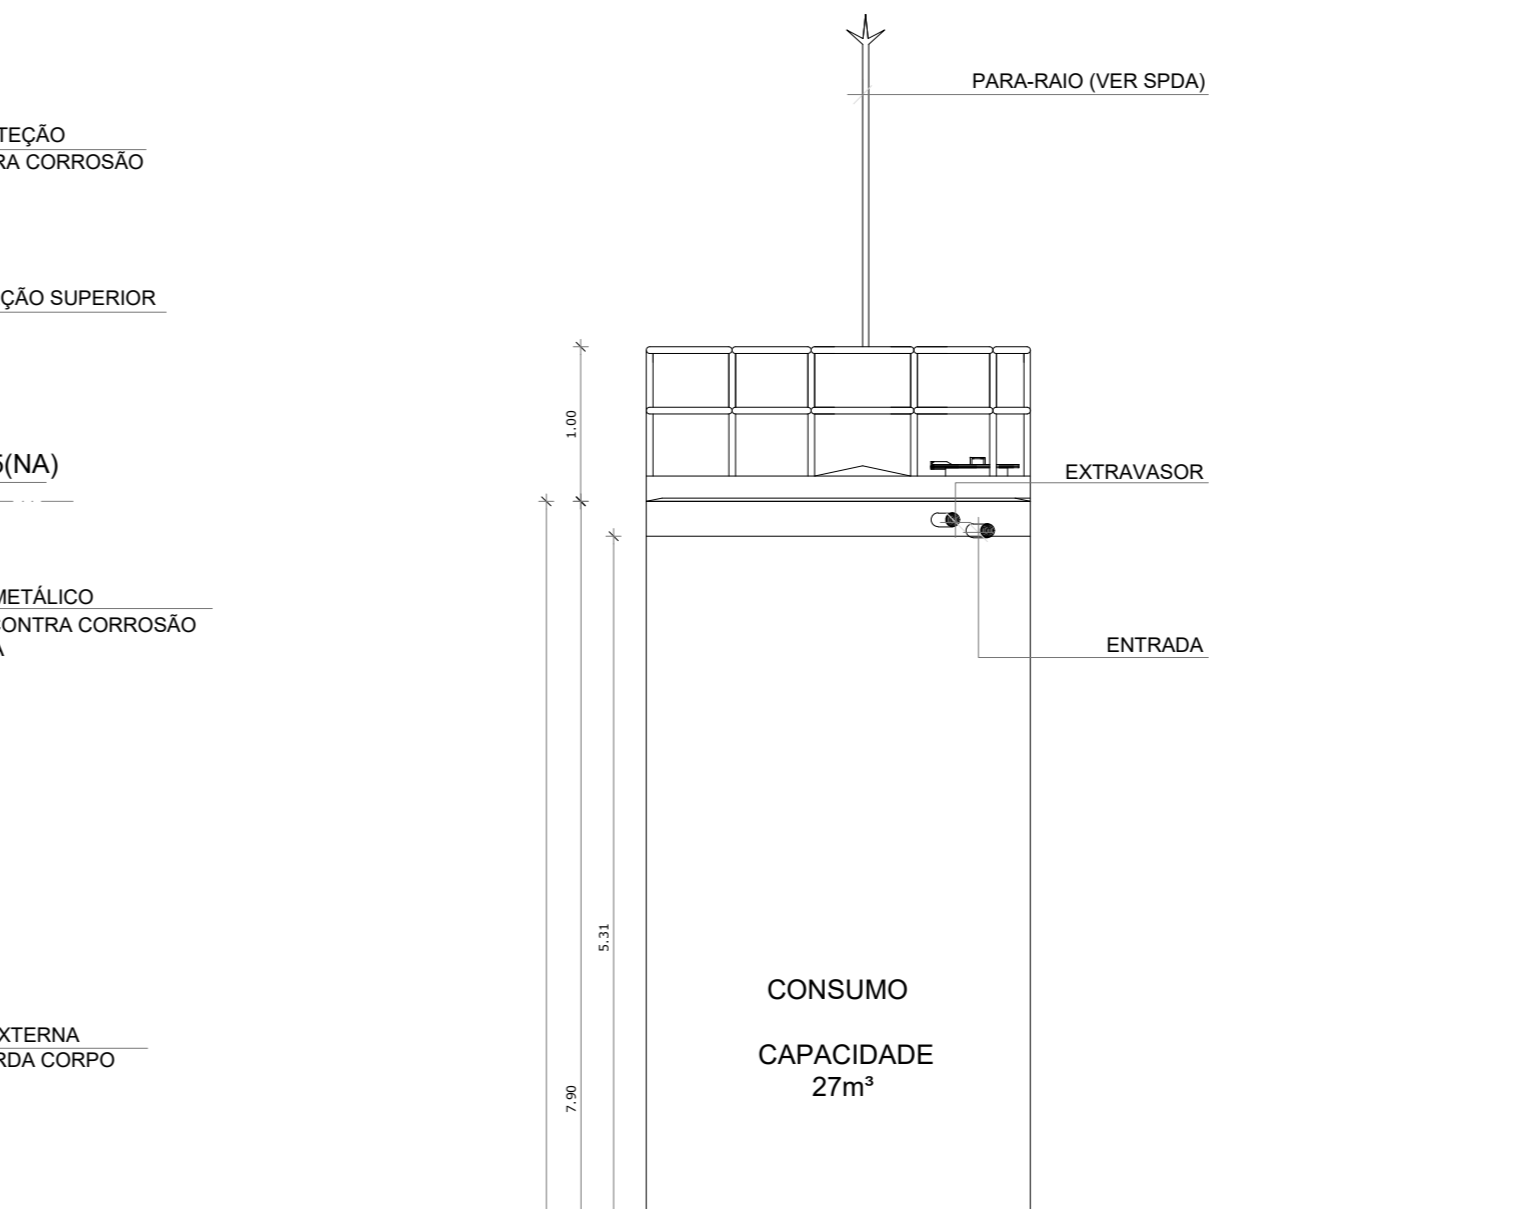 PARA-RAIO (VER SPDA)
TEÇÃO
RA CORROSÃO
ÇÃO SUPERIOR
1.00
5(NA)
EXTRAVASOR
METÁLICO
CONTRA CORROSÃO
A
ENTRADA
5.31
CONSUMO
XTERNA
RDA CORPO
CAPACIDADE
27m³
7.90